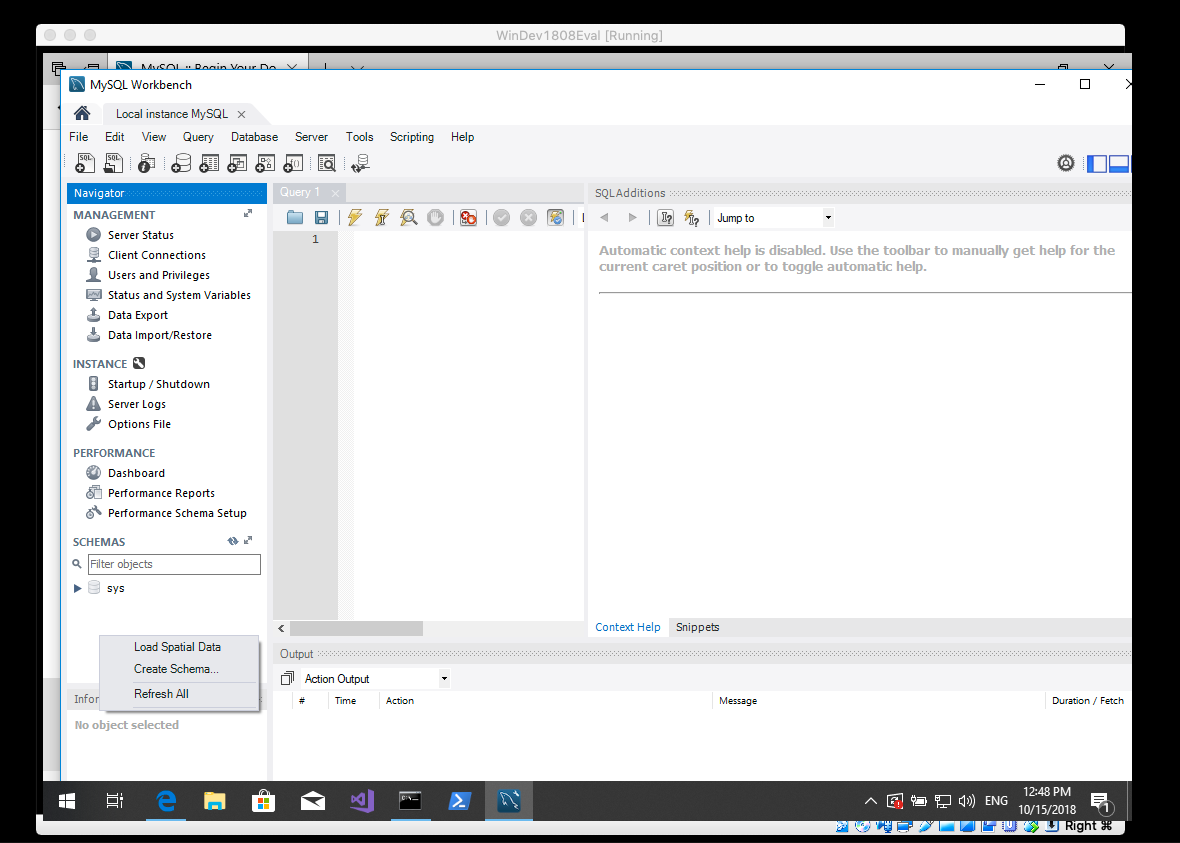 WinDev1808Eval [Running]
MySQL :: Begin Your Do
MySQL Workbench
Local instance MySQL
File Edit View Query Database Server Tools Scripting Help
Navigator
MANAGEMENT
Server Status
Client Connections
Users and Privileges
Status and System Variables
Data Export
Data Import/Restore
INSTANCE
Startup / Shutdown
Server Logs
Options File
PERFORMANCE
Dashboard
Performance Reports
Performance Schema Setup
SCHEMAS
Filter objects
sys
Load Spatial Data
Create Schema...
Refresh All
Infor
No object selected
Query 1
1
SQLAdditions
Jump to
Automatic context help is disabled. Use the toolbar to manually get help for the
current caret position or to toggle automatic help.
Context Help Snippets
Output
Action Output
# Time Action Message Duration / Fetch
ENG
12:48 PM
10/15/2018
1
Right ⌘